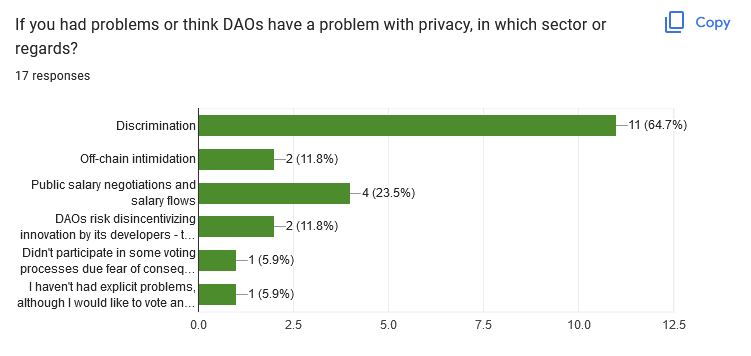 If you had problems or think DAOs have a problem with privacy, in which sector or
regards?
Copy
17 responses
Discrimination
11 (64.7%)
Off-chain intimidation
2 (11.8%)
Public salary negotiations and
salary flows
4 (23.5%)
DAOs risk disincentivizing
innovation by its developers - t...
2 (11.8%)
Didn't participate in some voting
processes due fear of conseq...
1 (5.9%)
I haven't had explicit problems,
although I would like to vote an...
1 (5.9%)
0.0 2.5 5.0 7.5 10.0 12.5